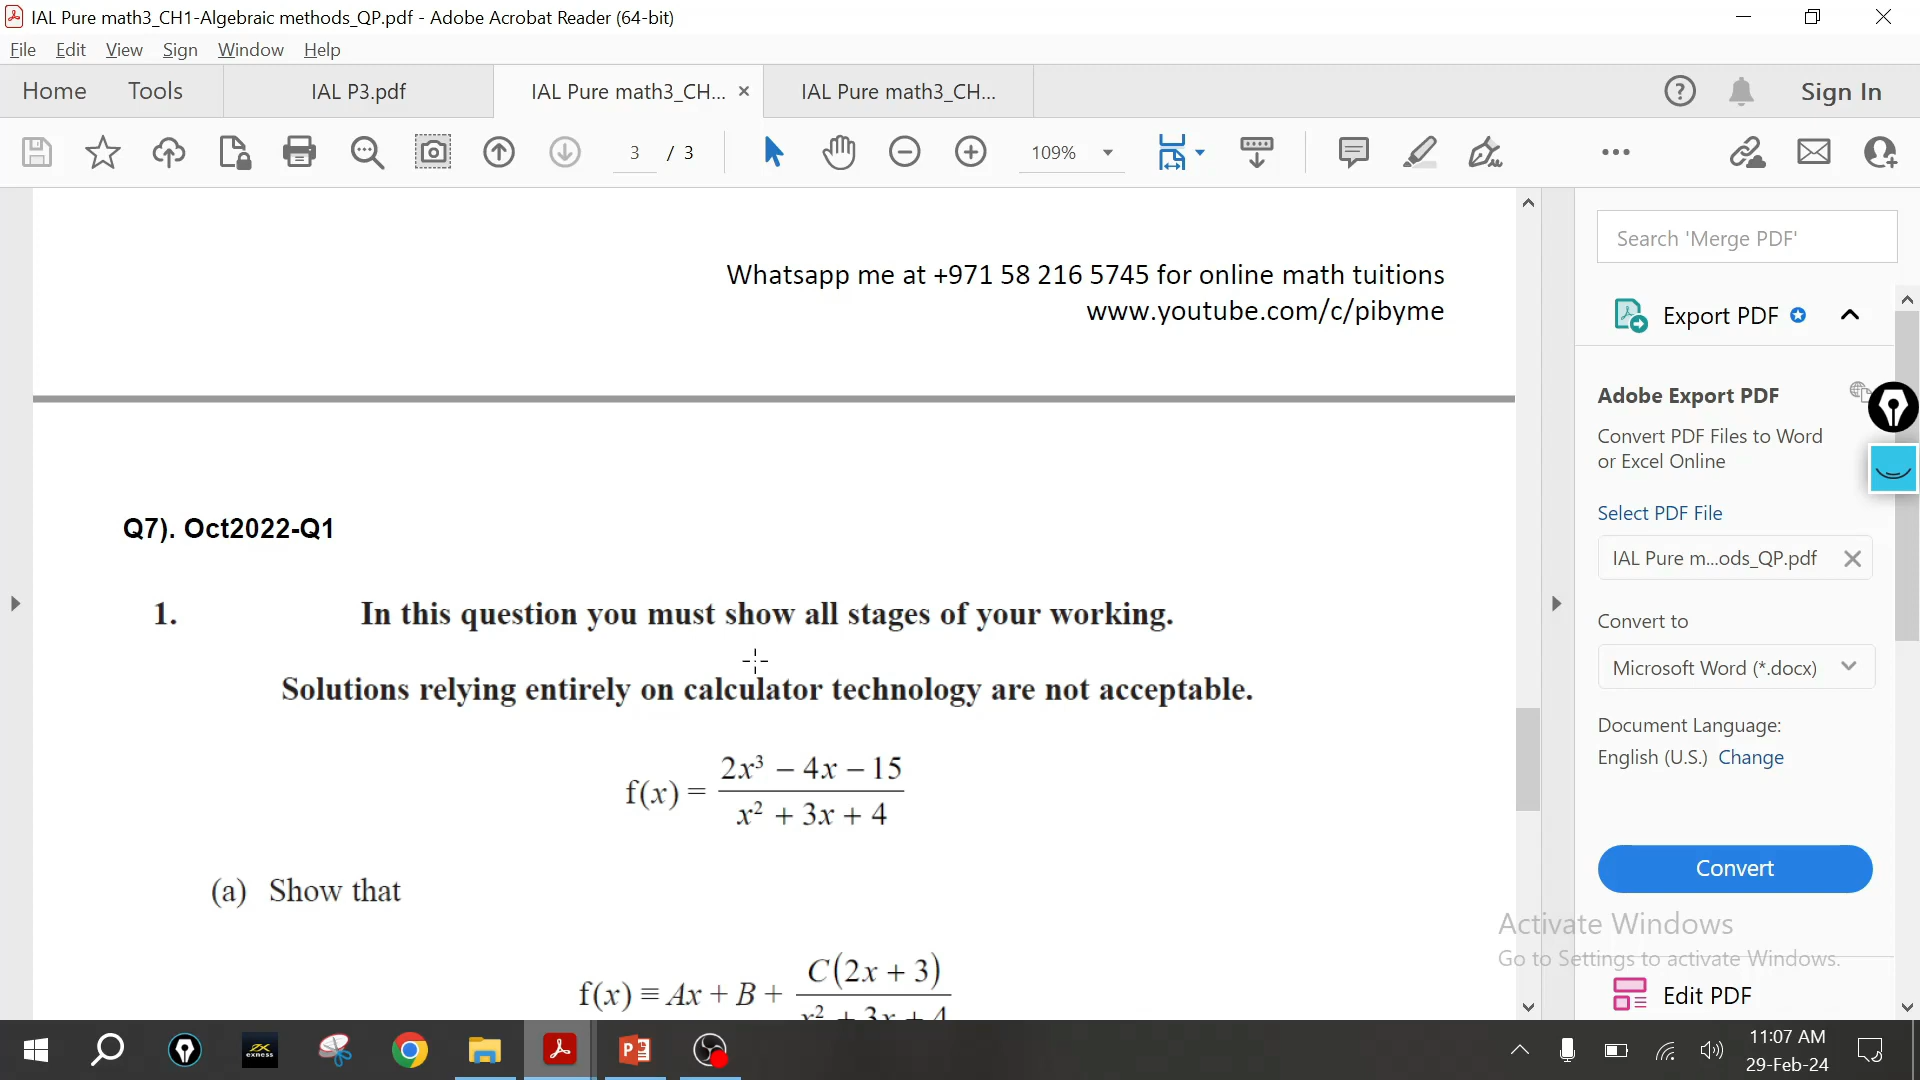 IAL Pure math3_CH1-Algebraic methods_QP.pdf - Adobe Acrobat Reader (64-bit)
File Edit View Sign Window Help
Home Tools IAL P3.pdf IAL Pure math3_CH... × IAL Pure math3_CH... Sign In
3 / 3 109%
Whatsapp me at +971 58 216 5745 for online math tuitions
www.youtube.com/c/pibyme
Q7). Oct2022-Q1
1. In this question you must show all stages of your working.
Solutions relying entirely on calculator technology are not acceptable.
f(x) = (2x³ − 4x − 15) / (x² + 3x + 4)
(a) Show that
f(x) ≡ Ax + B + C(2x + 3) / (x² + 3x + 4)
Search 'Merge PDF'
Export PDF
Adobe Export PDF
Convert PDF Files to Word
or Excel Online
Select PDF File
IAL Pure m...ods_QP.pdf
Convert to
Microsoft Word (*.docx)
Document Language:
English (U.S.) Change
Convert
Activate Windows
Go to Settings to activate Windows.
Edit PDF
exness
11:07 AM
29-Feb-24